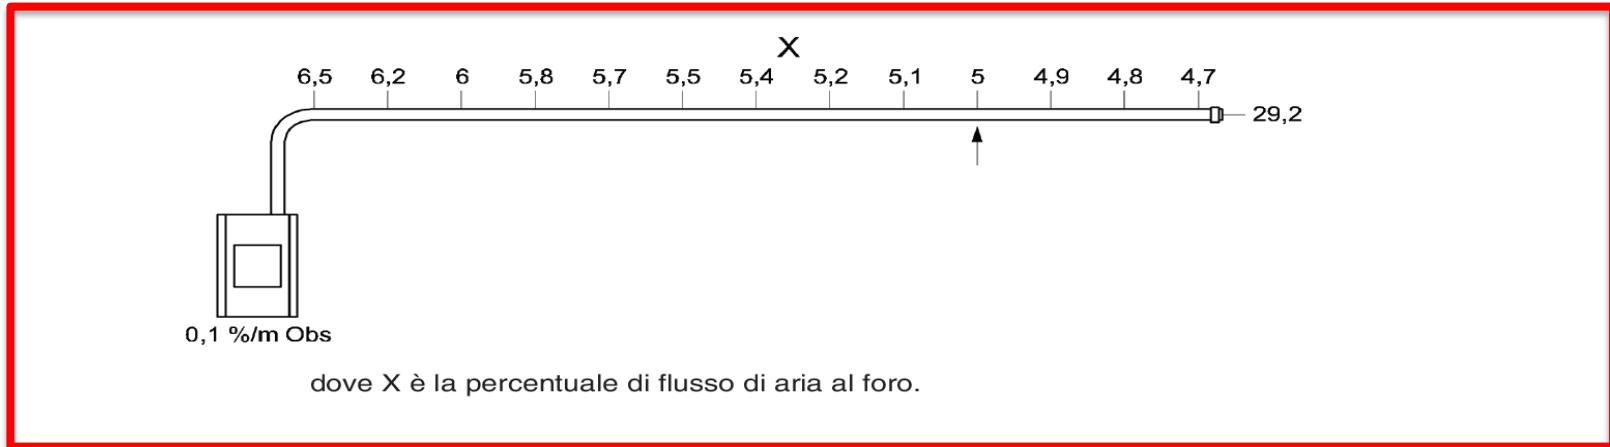 X
6,5 6,2 6 5,8 5,7 5,5 5,4 5,2 5,1 5 4,9 4,8 4,7
29,2
0,1 %/m Obs
dove X è la percentuale di flusso di aria al foro.